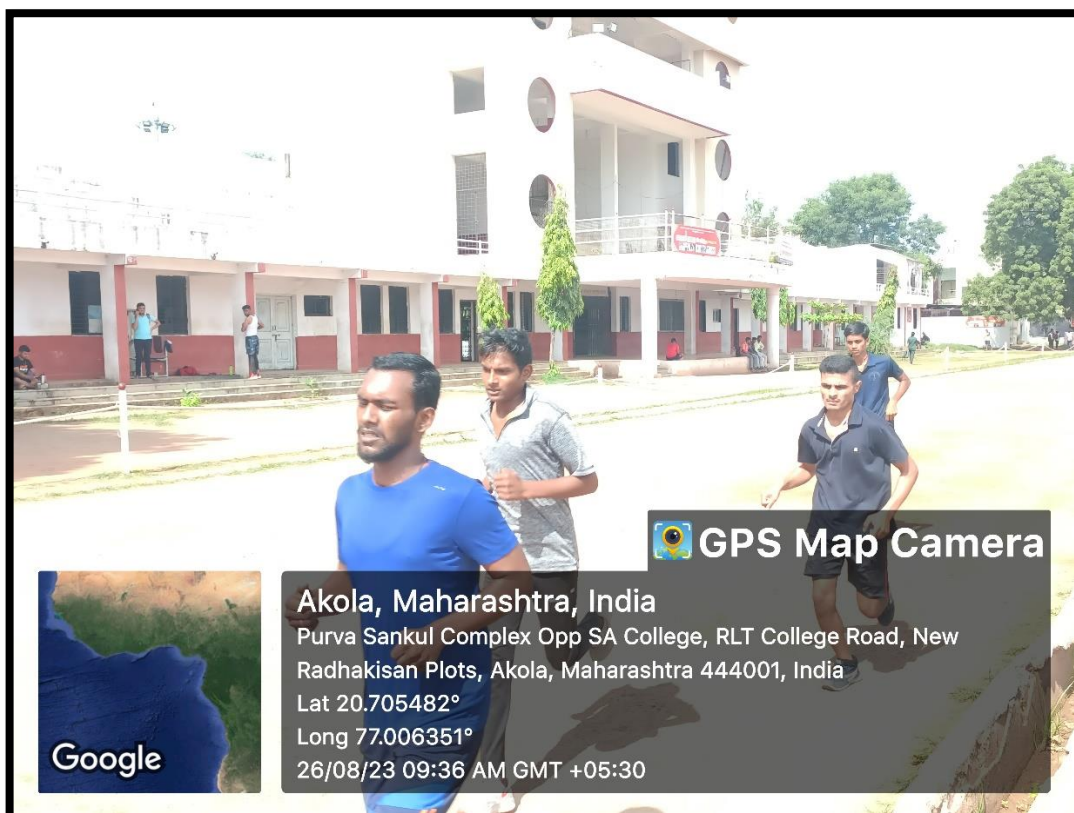 GPS Map Camera
Akola, Maharashtra, India
Purva Sankul Complex Opp SA College, RLT College Road, New
Radhakisan Plots, Akola, Maharashtra 444001, India
Lat 20.705482°
Long 77.006351°
26/08/23 09:36 AM GMT +05:30
Google